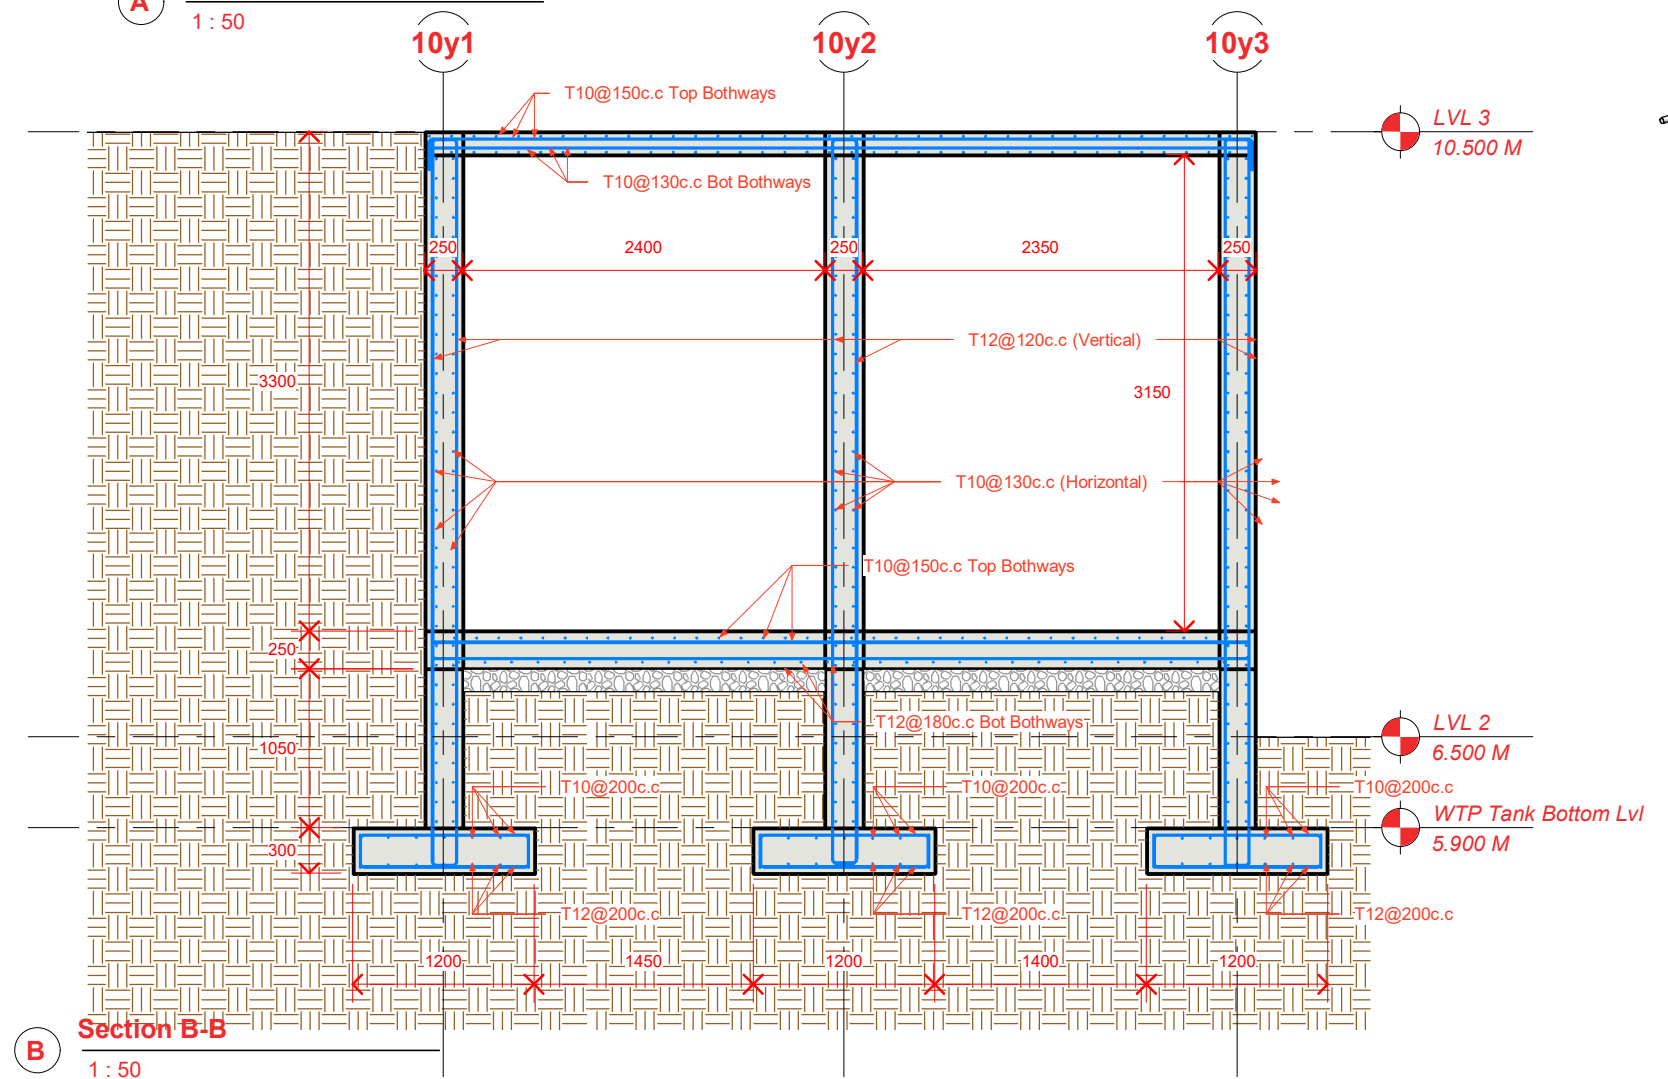 A
1 : 50
10y1
10y2
10y3
T10@150c.c Top Bothways
LVL 3
10.500 M
T10@130c.c Bot Bothways
250
2400
250
2350
250
T12@120c.c (Vertical)
3300
3150
T10@130c.c (Horizontal)
T10@150c.c Top Bothways
250
T12@180c.c Bot Bothways
LVL 2
6.500 M
1050
T10@200c.c
T10@200c.c
T10@200c.c
WTP Tank Bottom Lvl
5.900 M
300
T12@200c.c
T12@200c.c
T12@200c.c
1200
1450
1200
1400
1200
B
Section B-B
1 : 50